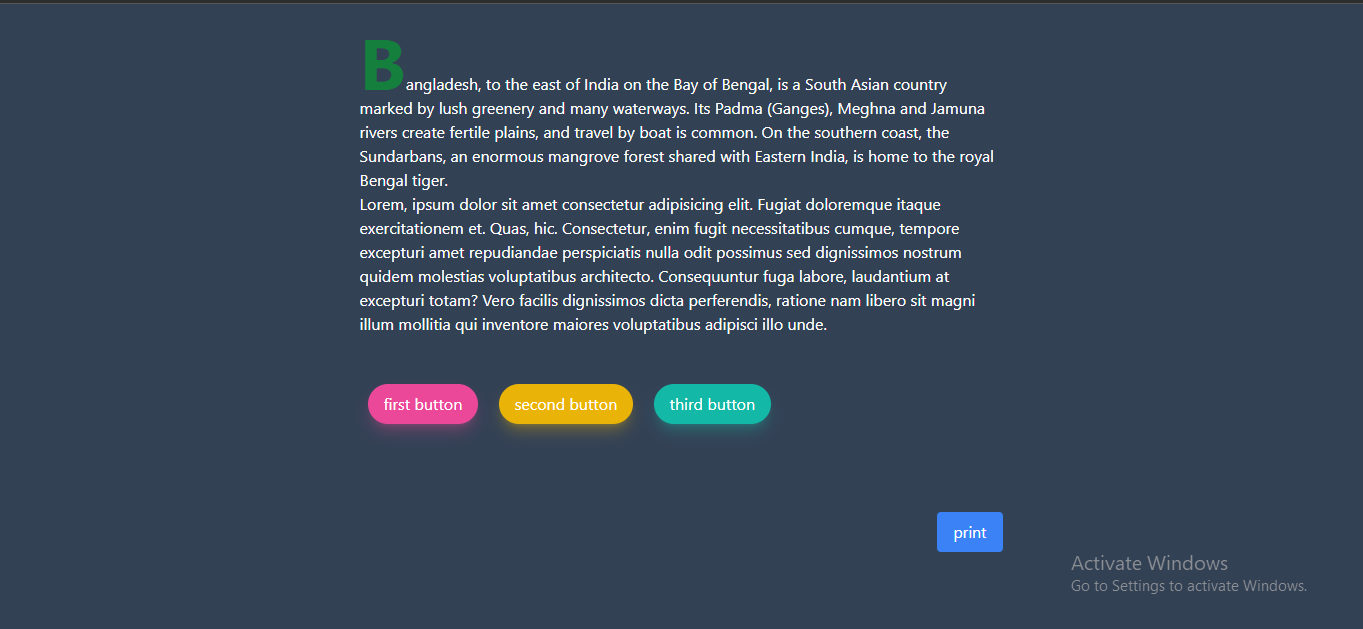 Bangladesh, to the east of India on the Bay of Bengal, is a South Asian country
marked by lush greenery and many waterways. Its Padma (Ganges), Meghna and Jamuna
rivers create fertile plains, and travel by boat is common. On the southern coast, the
Sundarbans, an enormous mangrove forest shared with Eastern India, is home to the royal
Bengal tiger.
Lorem, ipsum dolor sit amet consectetur adipisicing elit. Fugiat doloremque itaque
exercitationem et. Quas, hic. Consectetur, enim fugit necessitatibus cumque, tempore
excepturi amet repudiandae perspiciatis nulla odit possimus sed dignissimos nostrum
quidem molestias voluptatibus architecto. Consequuntur fuga labore, laudantium at
excepturi totam? Vero facilis dignissimos dicta perferendis, ratione nam libero sit magni
illum mollitia qui inventore maiores voluptatibus adipisci illo unde.
first button second button third button
print
Activate Windows
Go to Settings to activate Windows.